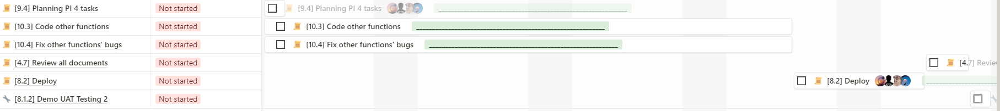 [9.4] Planning PI 4 tasks Not started [9.4] Planning PI 4 tasks
[10.3] Code other functions Not started [10.3] Code other functions
[10.4] Fix other functions' bugs Not started [10.4] Fix other functions' bugs
[4.7] Review all documents Not started [4.7] Review
[8.2] Deploy Not started [8.2] Deploy
[8.1.2] Demo UAT Testing 2 Not started